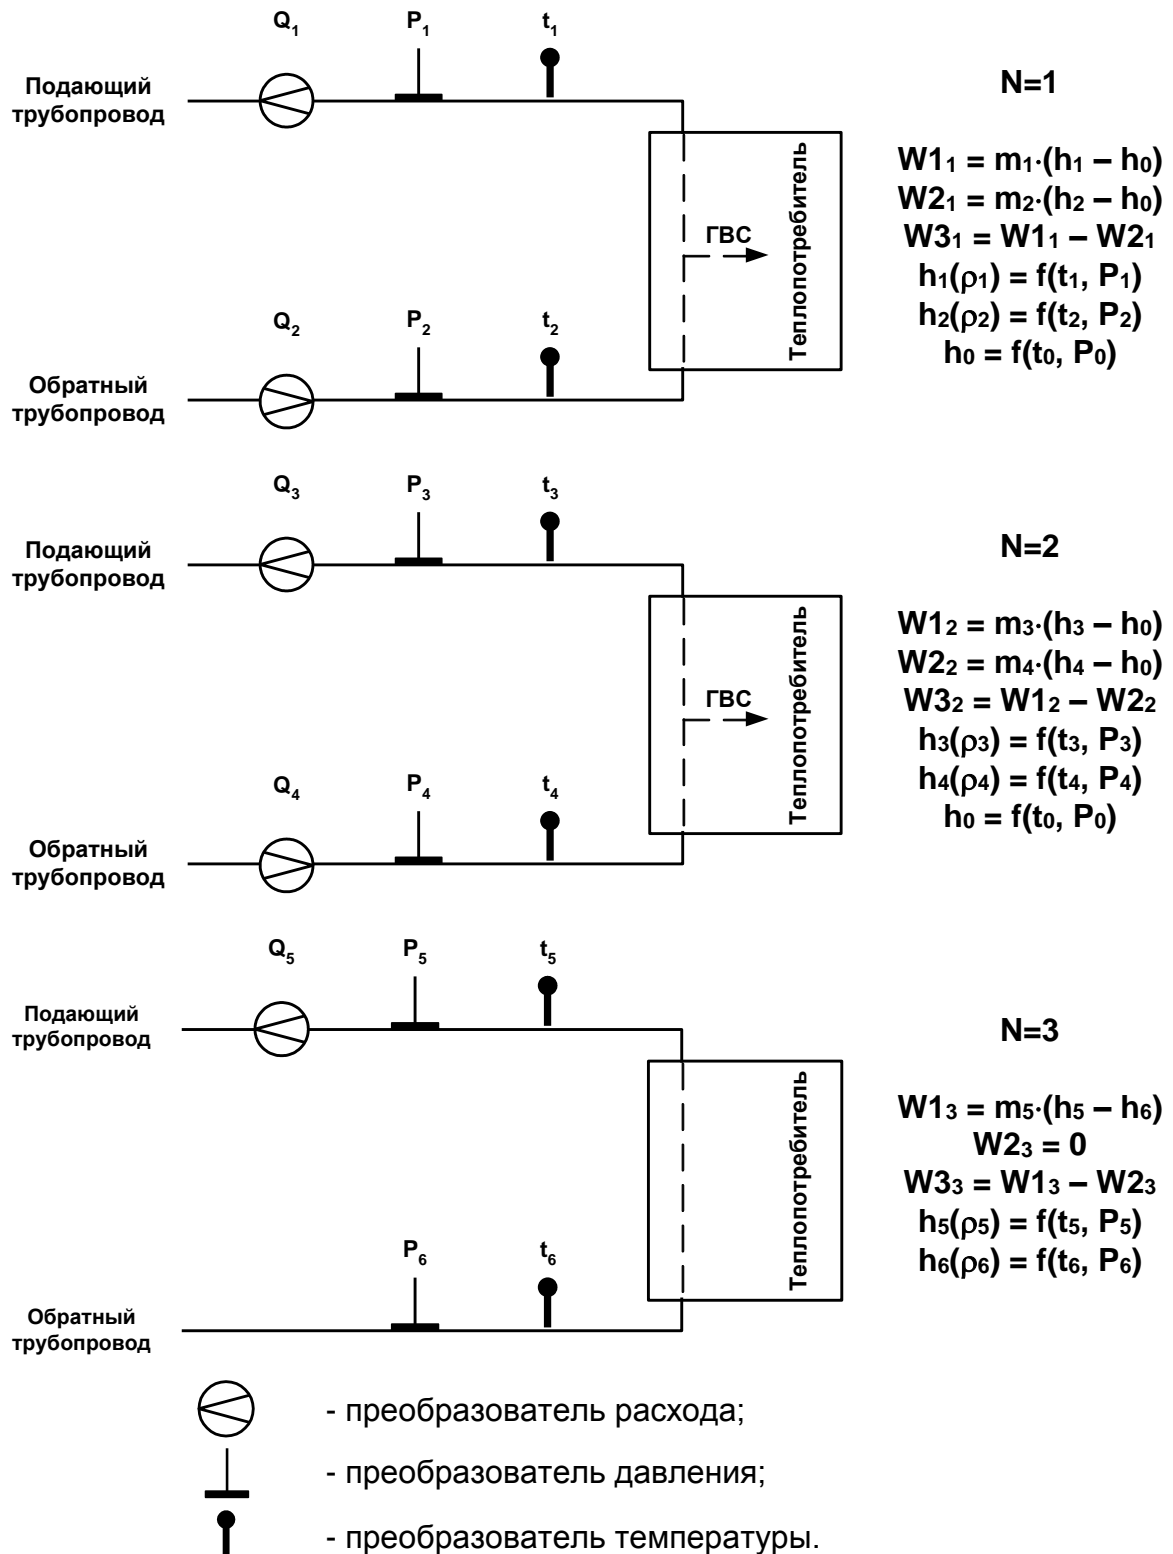 Q₁ P₁ t₁
Подающий
трубопровод
N=1
W1₁ = m₁·(h₁ – h₀)
W2₁ = m₂·(h₂ – h₀)
W3₁ = W1₁ – W2₁
h₁(ρ₁) = f(t₁, P₁)
h₂(ρ₂) = f(t₂, P₂)
h₀ = f(t₀, P₀)
ГВС
Теплопотребитель
Q₂ P₂ t₂
Обратный
трубопровод
Q₃ P₃ t₃
Подающий
трубопровод
N=2
W1₂ = m₃·(h₃ – h₀)
W2₂ = m₄·(h₄ – h₀)
W3₂ = W1₂ – W2₂
h₃(ρ₃) = f(t₃, P₃)
h₄(ρ₄) = f(t₄, P₄)
h₀ = f(t₀, P₀)
ГВС
Теплопотребитель
Q₄ P₄ t₄
Обратный
трубопровод
Q₅ P₅ t₅
Подающий
трубопровод
N=3
W1₃ = m₅·(h₅ – h₆)
W2₃ = 0
W3₃ = W1₃ – W2₃
h₅(ρ₅) = f(t₅, P₅)
h₆(ρ₆) = f(t₆, P₆)
Теплопотребитель
P₆ t₆
Обратный
трубопровод
- преобразователь расхода;
- преобразователь давления;
- преобразователь температуры.